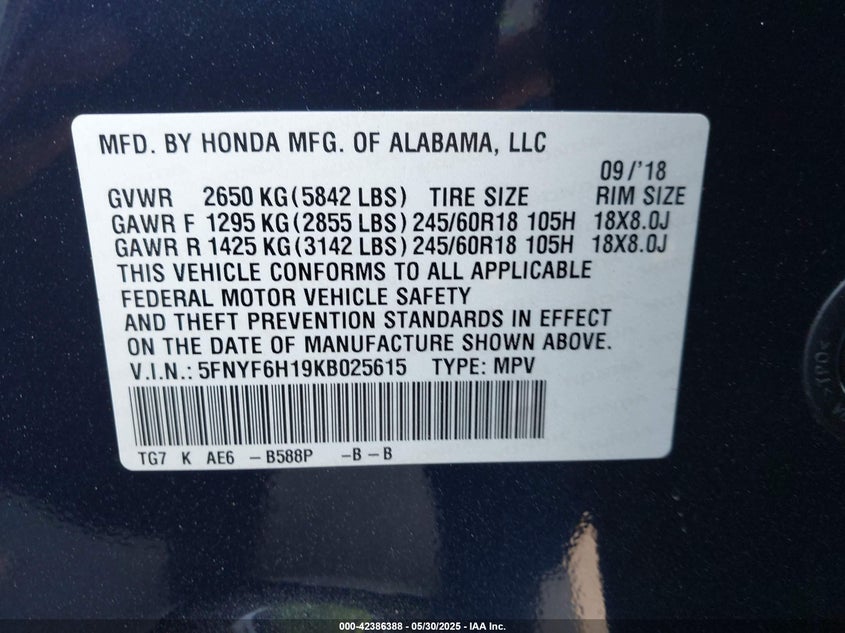 MFD. BY HONDA MFG. OF ALABAMA, LLC
09/'18
GVWR 2650 KG (5842 LBS) TIRE SIZE RIM SIZE
GAWR F 1295 KG (2855 LBS) 245/60R18 105H 18X8.0J
GAWR R 1425 KG (3142 LBS) 245/60R18 105H 18X8.0J
THIS VEHICLE CONFORMS TO ALL APPLICABLE
FEDERAL MOTOR VEHICLE SAFETY
AND THEFT PREVENTION STANDARDS IN EFFECT
ON THE DATE OF MANUFACTURE SHOWN ABOVE.
V.I.N.: 5FNYF6H19KB025615 TYPE: MPV
TG7 K AE6 – B588P – B – B
000-42386388 — 05/30/2025 — IAA Inc.